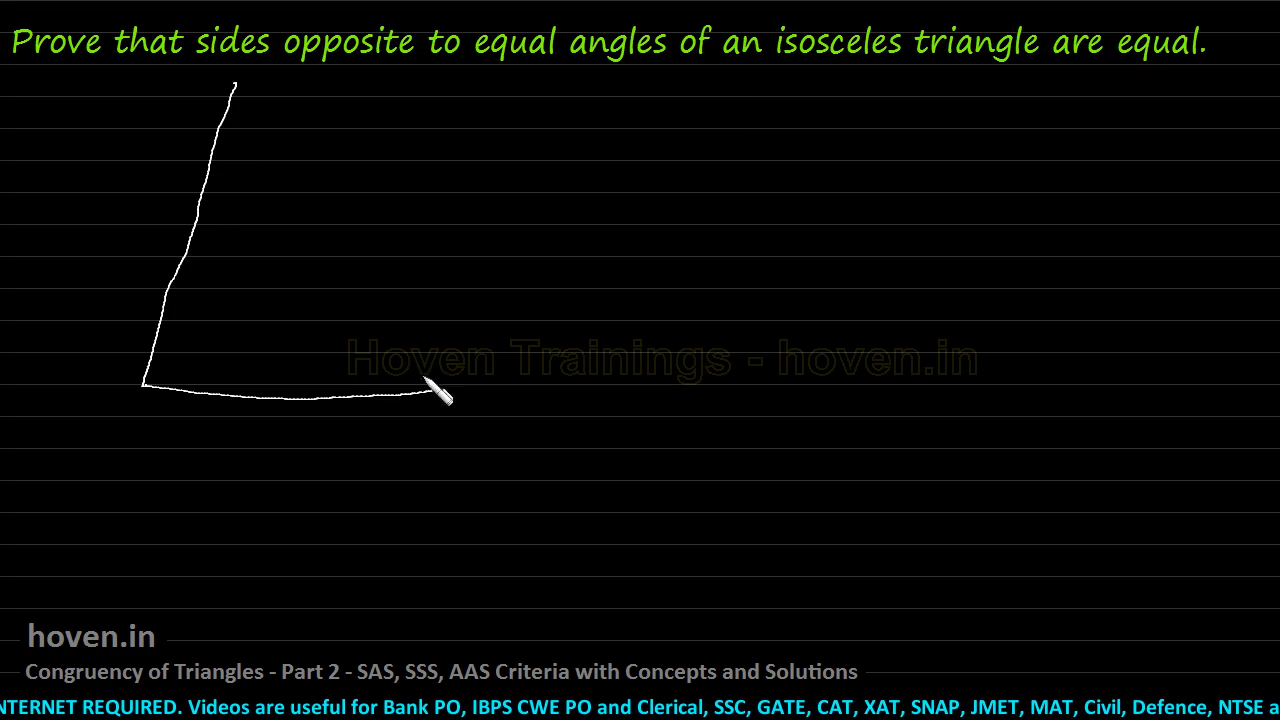 Prove that sides opposite to equal angles of an isosceles triangle are equal.
Hoven Trainings - hoven.in
hoven.in
Congruency of Triangles - Part 2 - SAS, SSS, AAS Criteria with Concepts and Solutions
NTERNET REQUIRED. Videos are useful for Bank PO, IBPS CWE PO and Clerical, SSC, GATE, CAT, XAT, SNAP, JMET, MAT, Civil, Defence, NTSE a